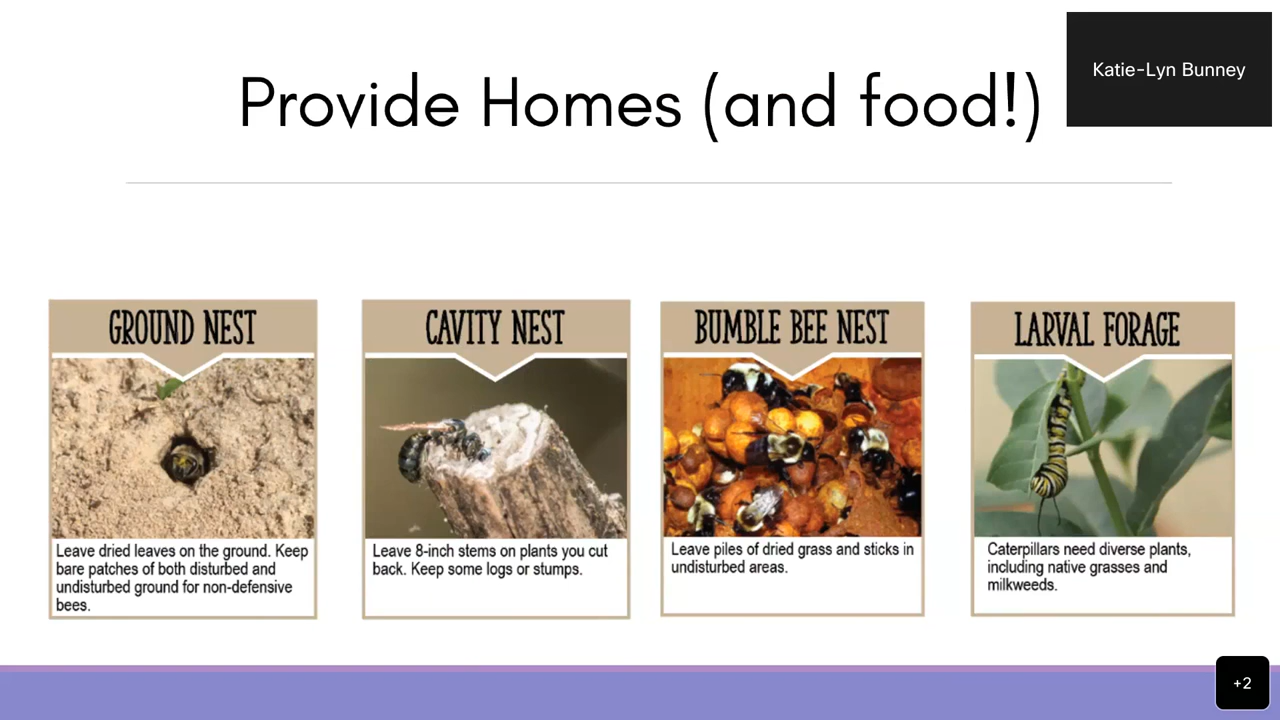 Katie-Lyn Bunney
Provide Homes (and food!)
GROUND NEST
Leave dried leaves on the ground. Keep
bare patches of both disturbed and
undisturbed ground for non-defensive
bees.
CAVITY NEST
Leave 8-inch stems on plants you cut
back. Keep some logs or stumps.
BUMBLE BEE NEST
Leave piles of dried grass and sticks in
undisturbed areas.
LARVAL FORAGE
Caterpillars need diverse plants,
including native grasses and
milkweeds.
+2